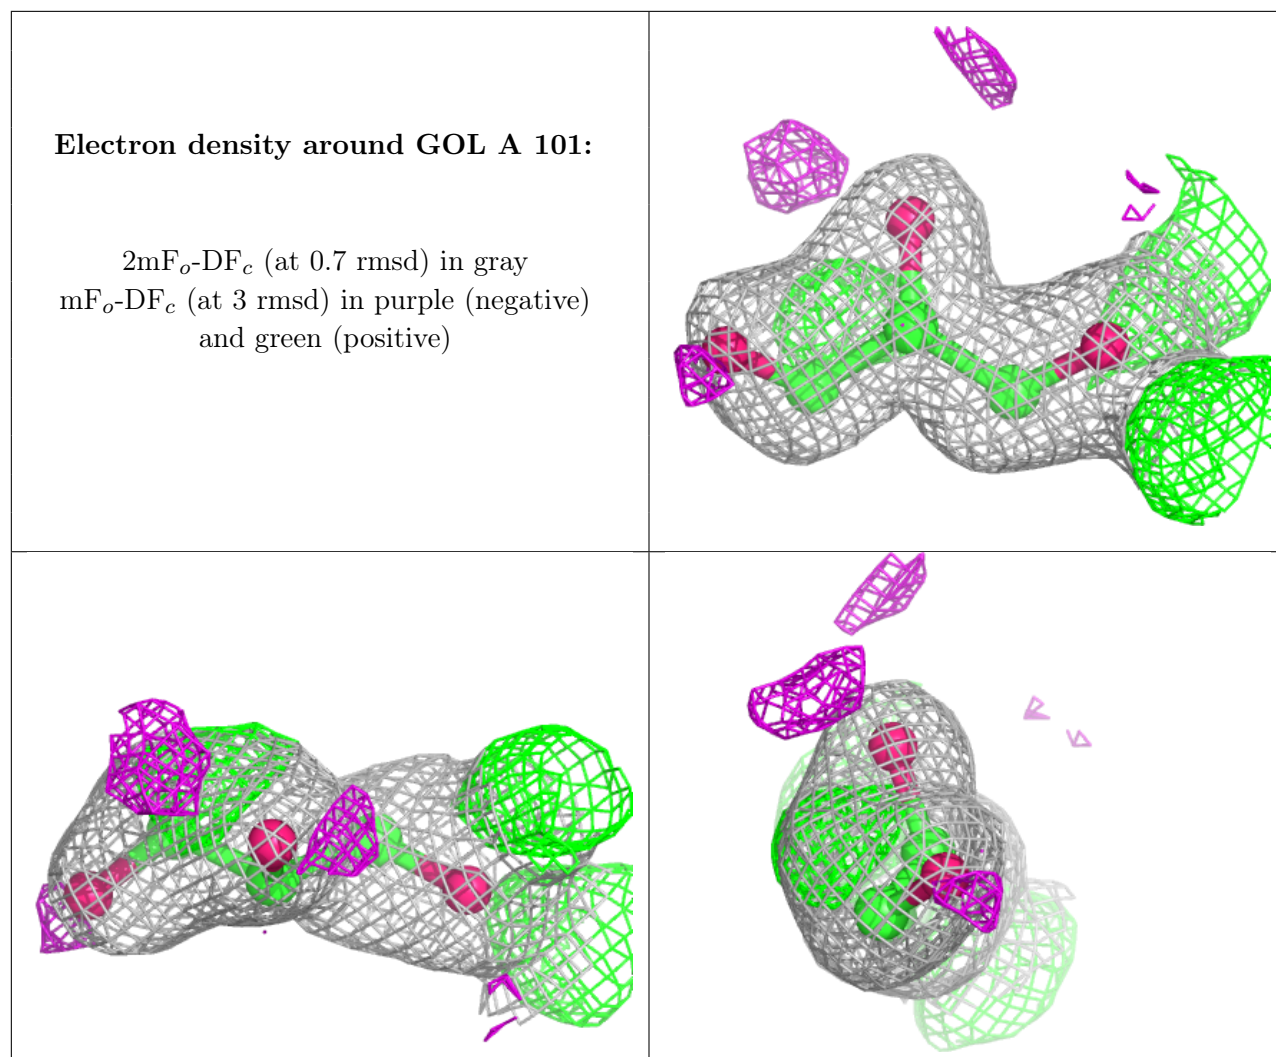 Electron density around GOL A 101:
2mFo-DFc (at 0.7 rmsd) in gray
mFo-DFc (at 3 rmsd) in purple (negative)
and green (positive)